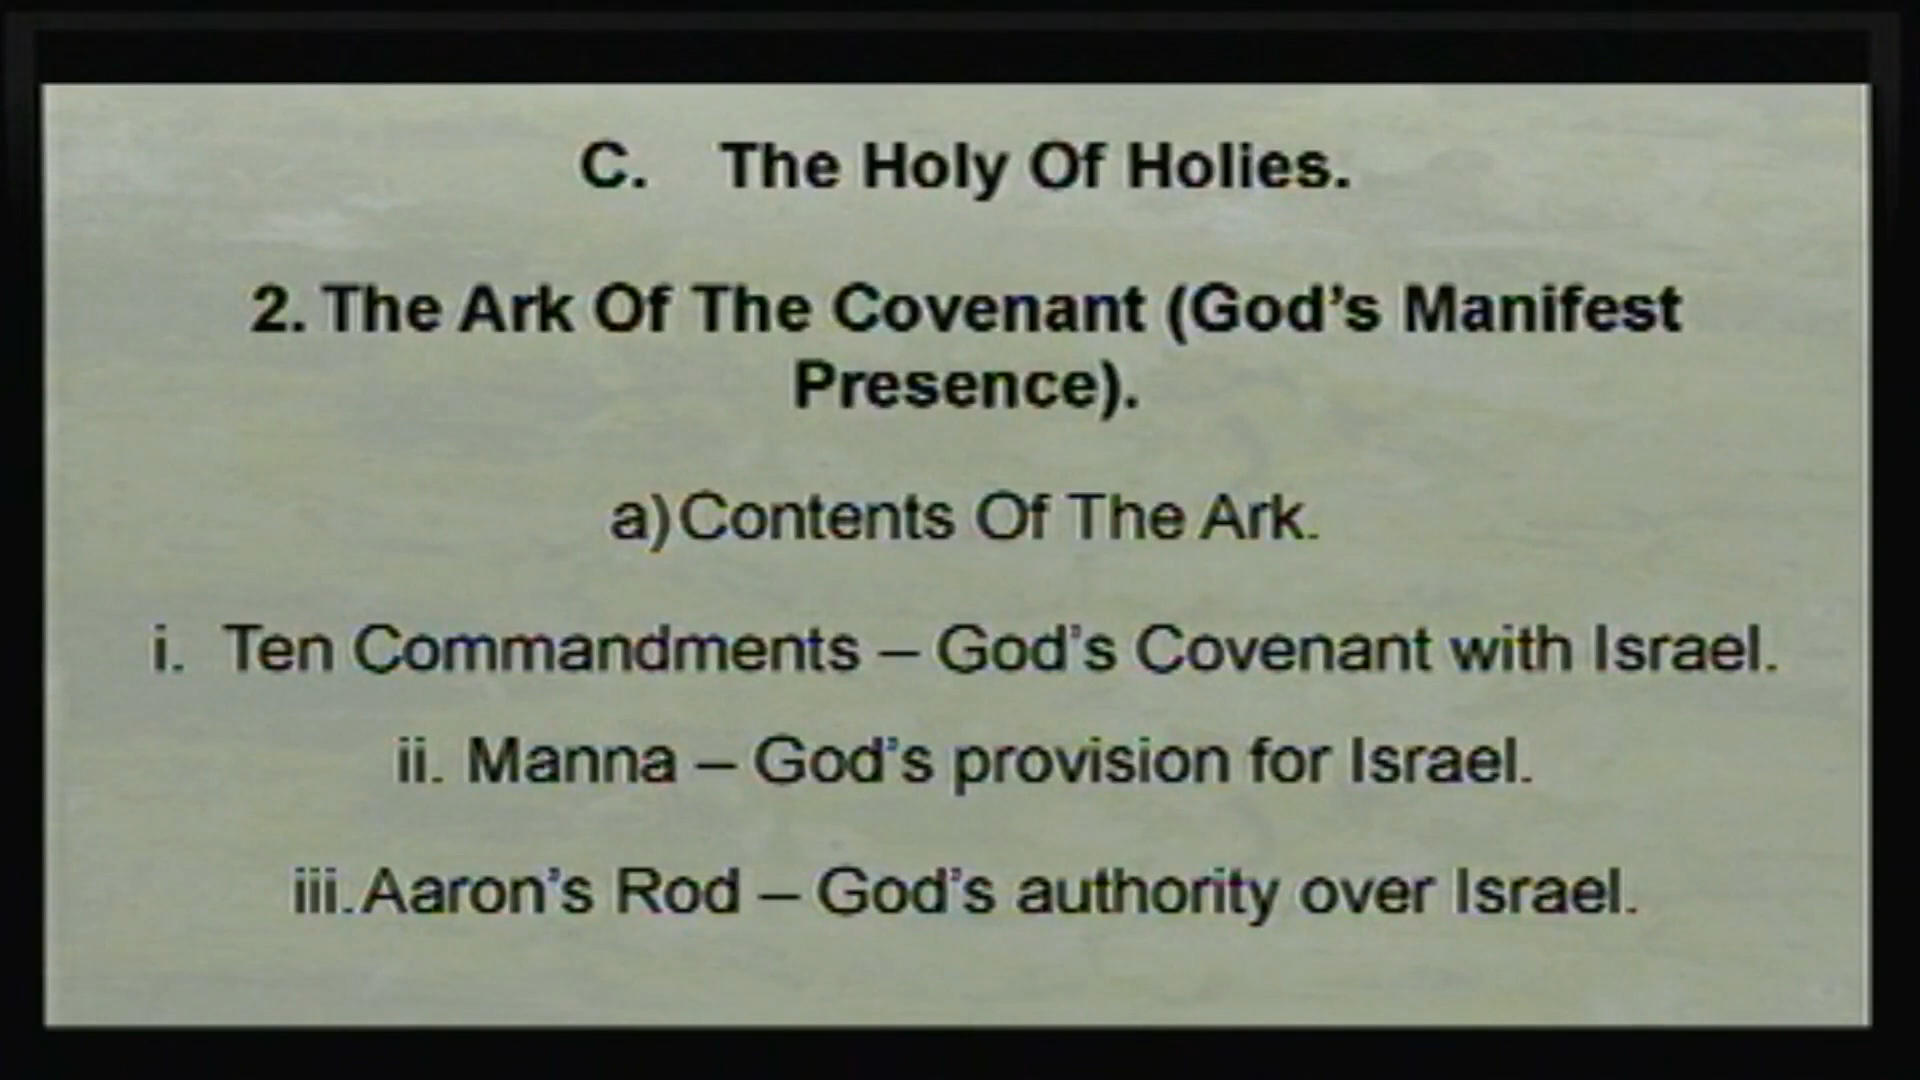 C. The Holy Of Holies.
2. The Ark Of The Covenant (God's Manifest
Presence).
a) Contents Of The Ark.
i. Ten Commandments – God's Covenant with Israel.
ii. Manna – God's provision for Israel.
iii. Aaron's Rod – God's authority over Israel.